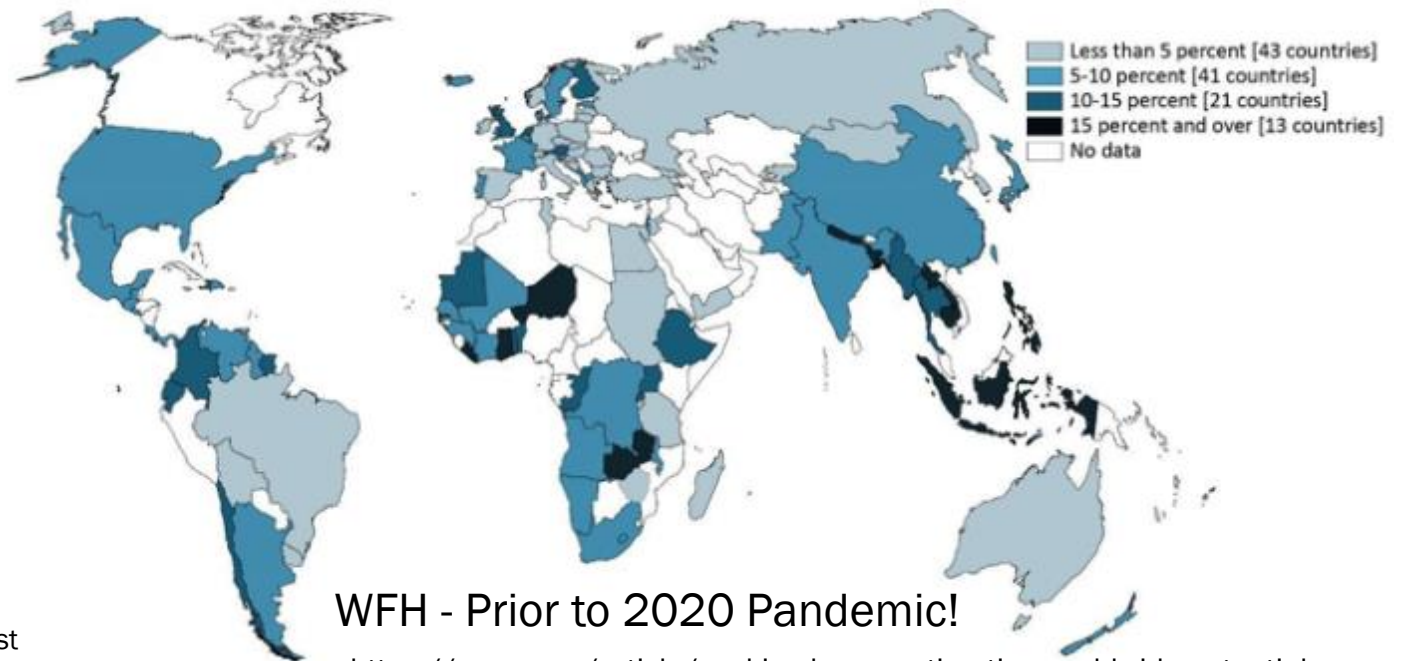 Less than 5 percent [43 countries]
5-10 percent [41 countries]
10-15 percent [21 countries]
15 percent and over [13 countries]
No data
WFH - Prior to 2020 Pandemic!
st